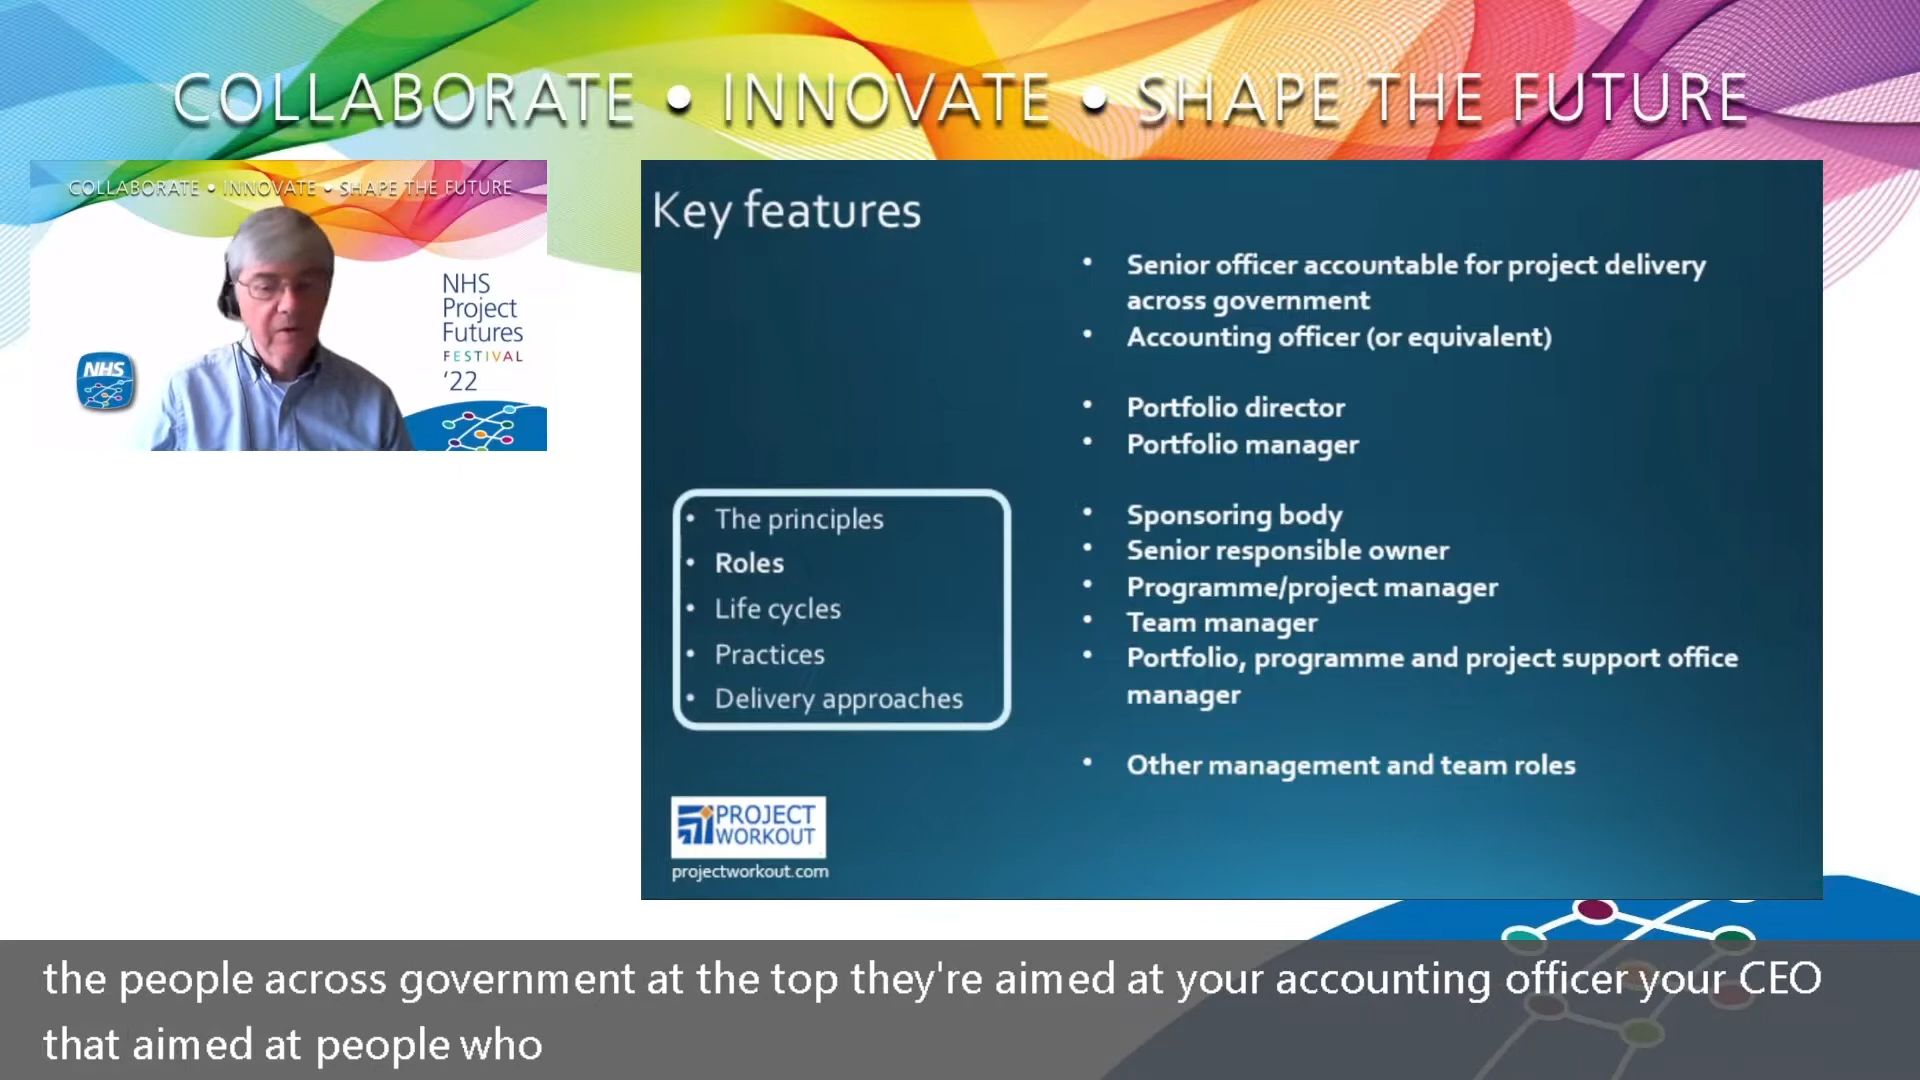 COLLABORATE • INNOVATE • SHAPE THE FUTURE
COLLABORATE • INNOVATE • SHAPE THE FUTURE
NHS
Project
Futures
FESTIVAL
'22
NHS
Key features
• The principles
• Roles
• Life cycles
• Practices
• Delivery approaches
• Senior officer accountable for project delivery
across government
• Accounting officer (or equivalent)
• Portfolio director
• Portfolio manager
• Sponsoring body
• Senior responsible owner
• Programme/project manager
• Team manager
• Portfolio, programme and project support office
manager
• Other management and team roles
PROJECT
WORKOUT
projectworkout.com
the people across government at the top they're aimed at your accounting officer your CEO
that aimed at people who